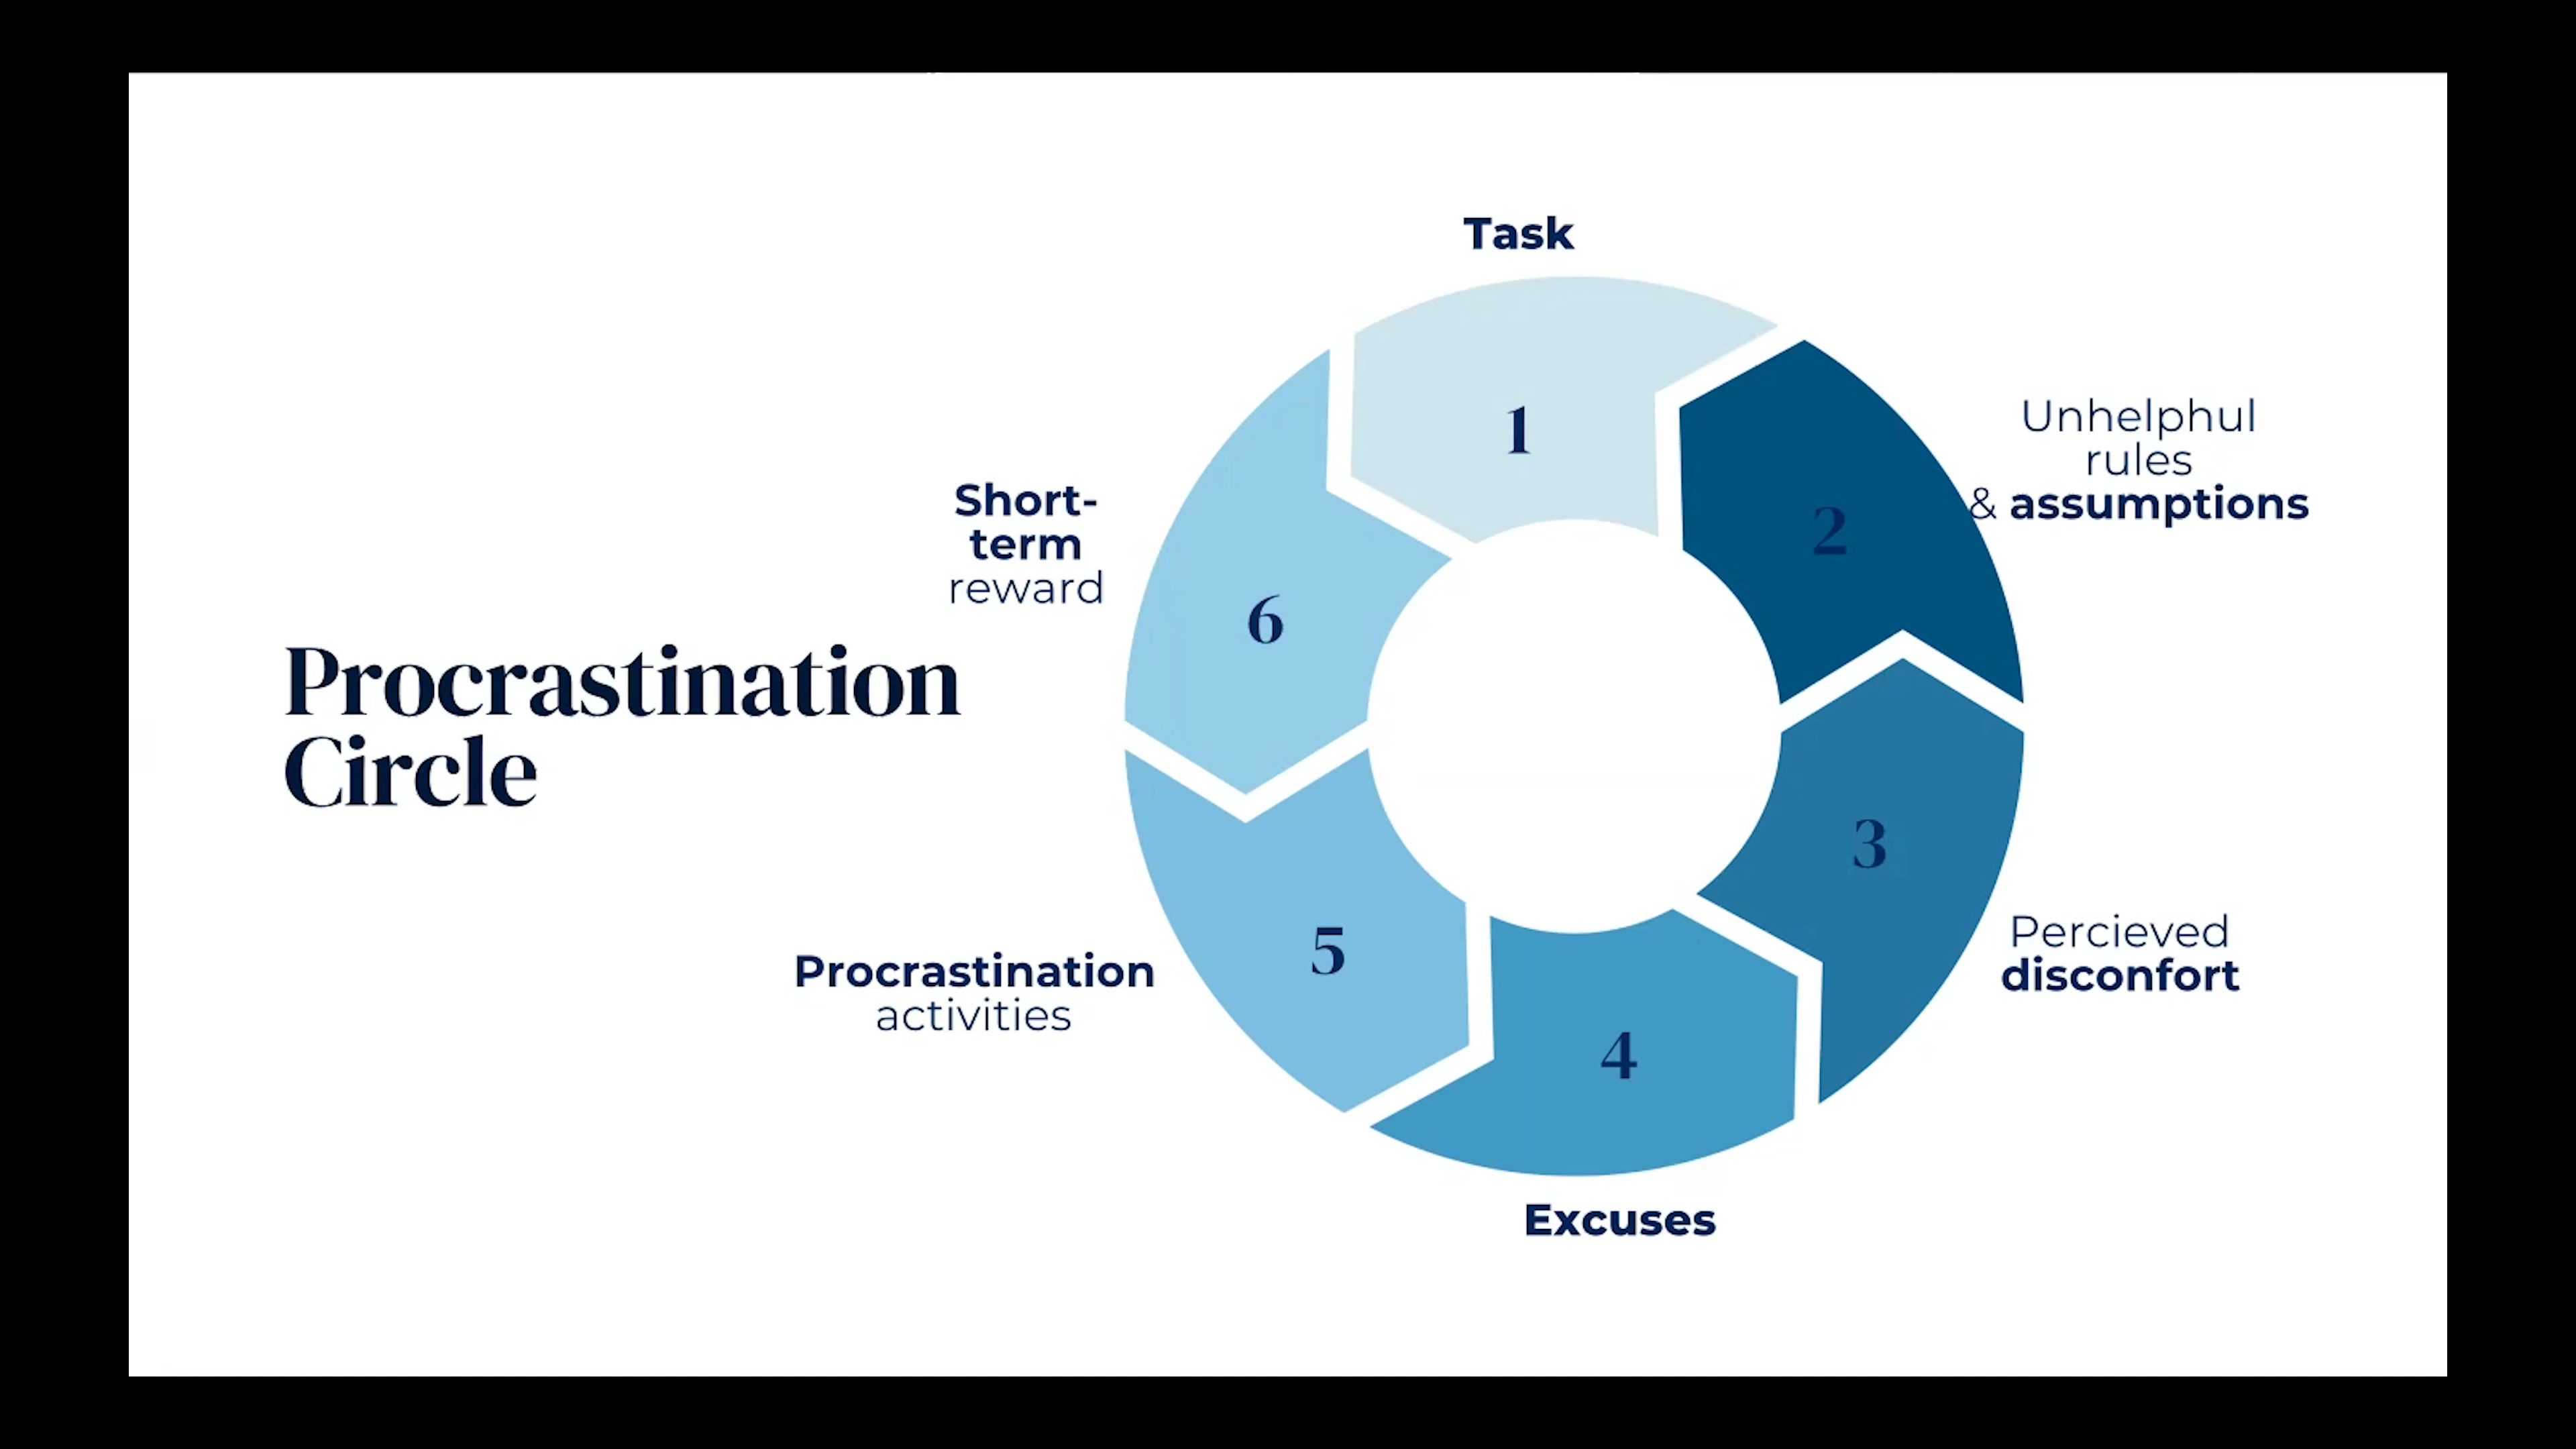 Procrastination
Circle
Task
1
Unhelphul
rules
& assumptions
2
Percieved
disconfort
3
Excuses
4
Procrastination
activities
5
Short-
term
reward
6